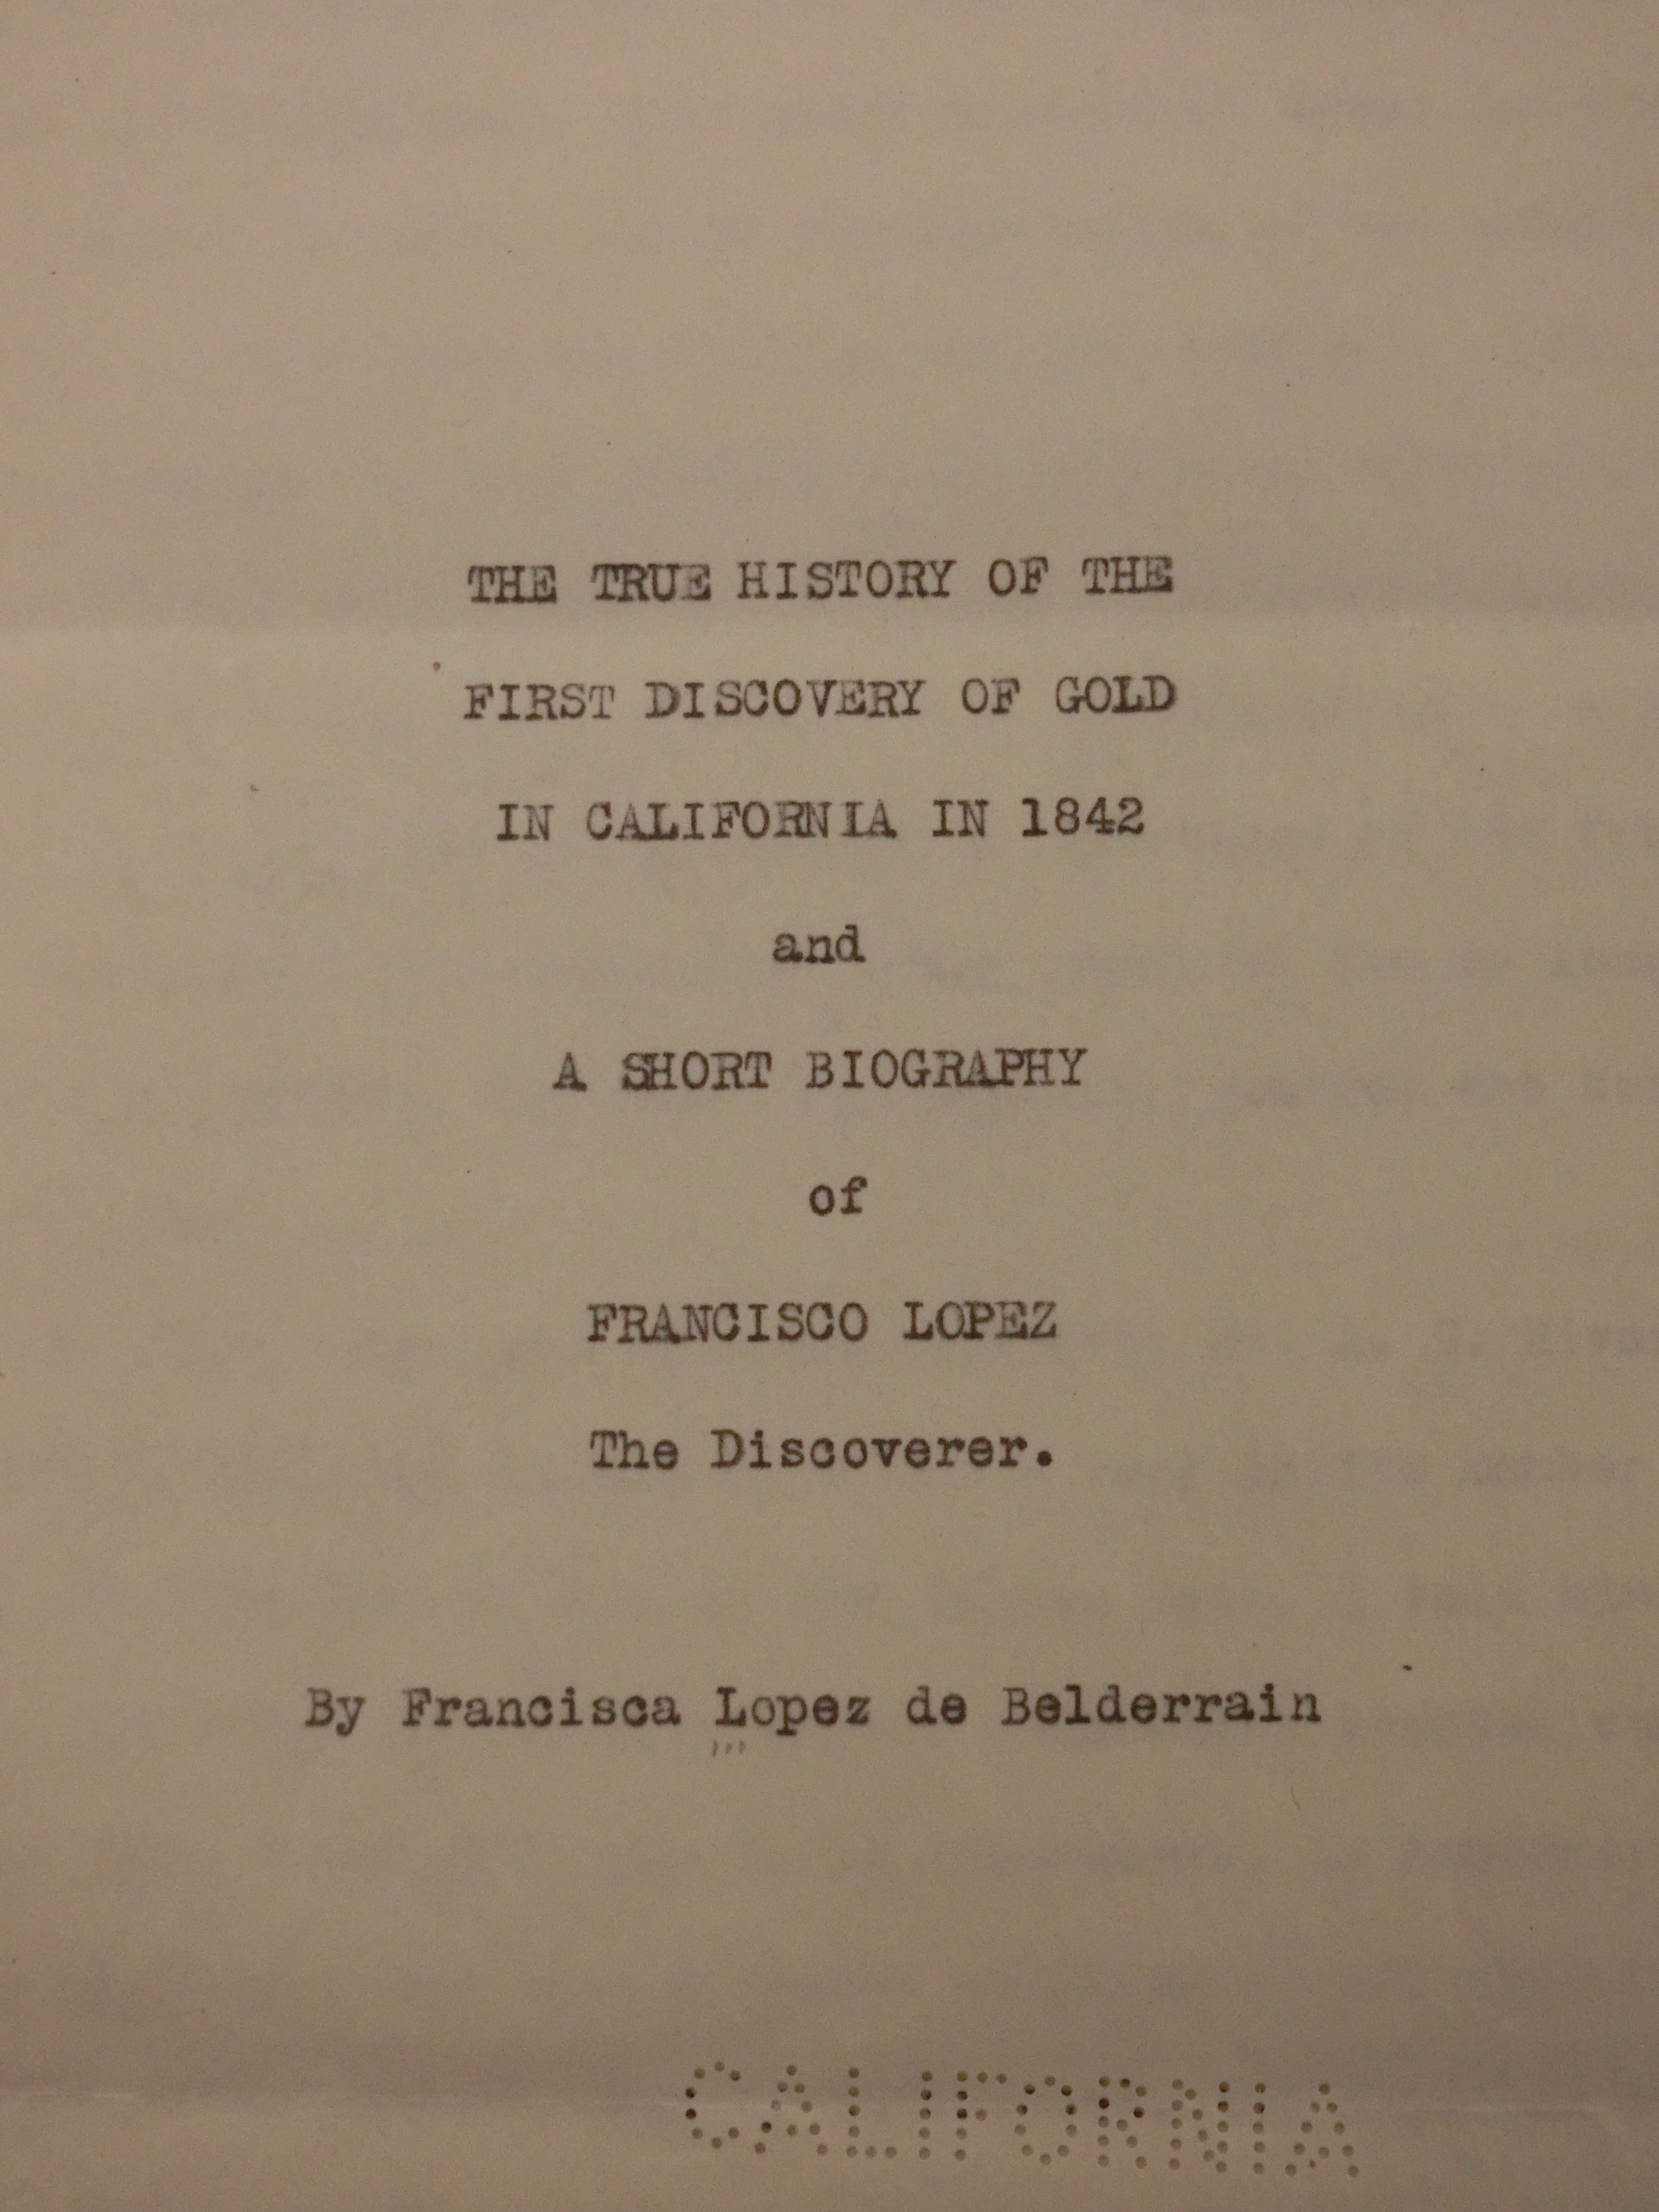 THE TRUE HISTORY OF THE
FIRST DISCOVERY OF GOLD
IN CALIFORNIA IN 1842
and
A SHORT BIOGRAPHY
of
FRANCISCO LOPEZ
The Discoverer.
By Francisca Lopez de Belderrain
CALIFORNIA